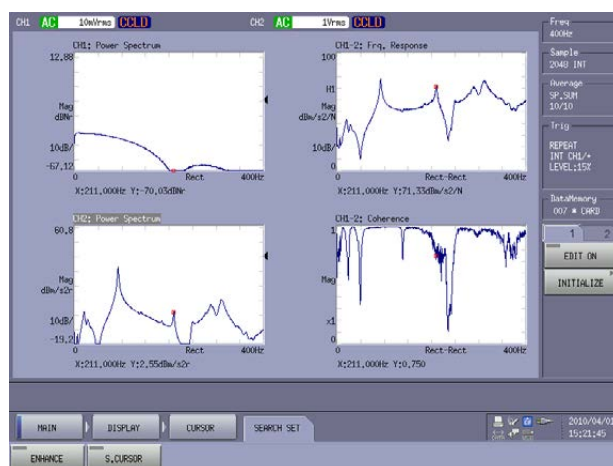 CH1 AC 10mVrms CCLD CH2 AC 1Vrms CCLD
CH1: Power Spectrum
12.88
Mag
dBNr
10dB/
-67.12
0 Rect 400Hz
X:211.000Hz Y:-70.03dBNr
CH1-2: Frq. Response
100
H1
Mag
dBm/s2/N
10dB/
0
0 Rect-Rect 400Hz
X:211.000Hz Y:71.33dBm/s2/N
CH2: Power Spectrum
60.8
Mag
dBm/s2r
10dB/
-19.2
0 Rect 400Hz
X:211.000Hz Y:2.55dBm/s2r
CH1-2: Coherence
1
Mag
x1
0
0 Rect-Rect 400Hz
X:211.000Hz Y:0.750
Freq
400Hz
Sample
2048 INT
Average
SP.SUM
10/10
Trig
REPEAT
INT CH1/+
LEVEL:15%
DataMemory
007 * CARD
1 2
EDIT ON
INITIALIZE
MAIN DISPLAY CURSOR SEARCH SET
2010/04/01
15:21:45
ENHANCE S.CURSOR